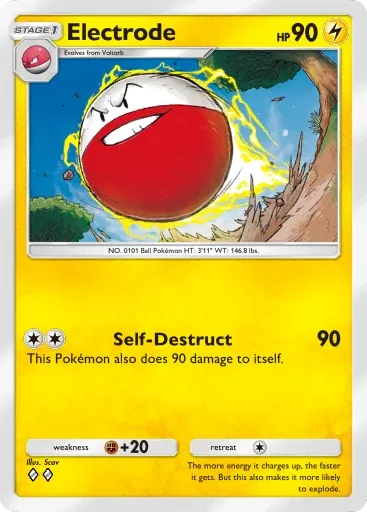 STAGE 1
Electrode
HP 90
Evolves from Voltorb
NO. 0101 Ball Pokémon HT: 3'11" WT: 146.8 lbs.
Self-Destruct 90
This Pokémon also does 90 damage to itself.
weakness +20
retreat
Illus. Scav
The more energy it charges up, the faster
it gets. But this also makes it more likely
to explode.